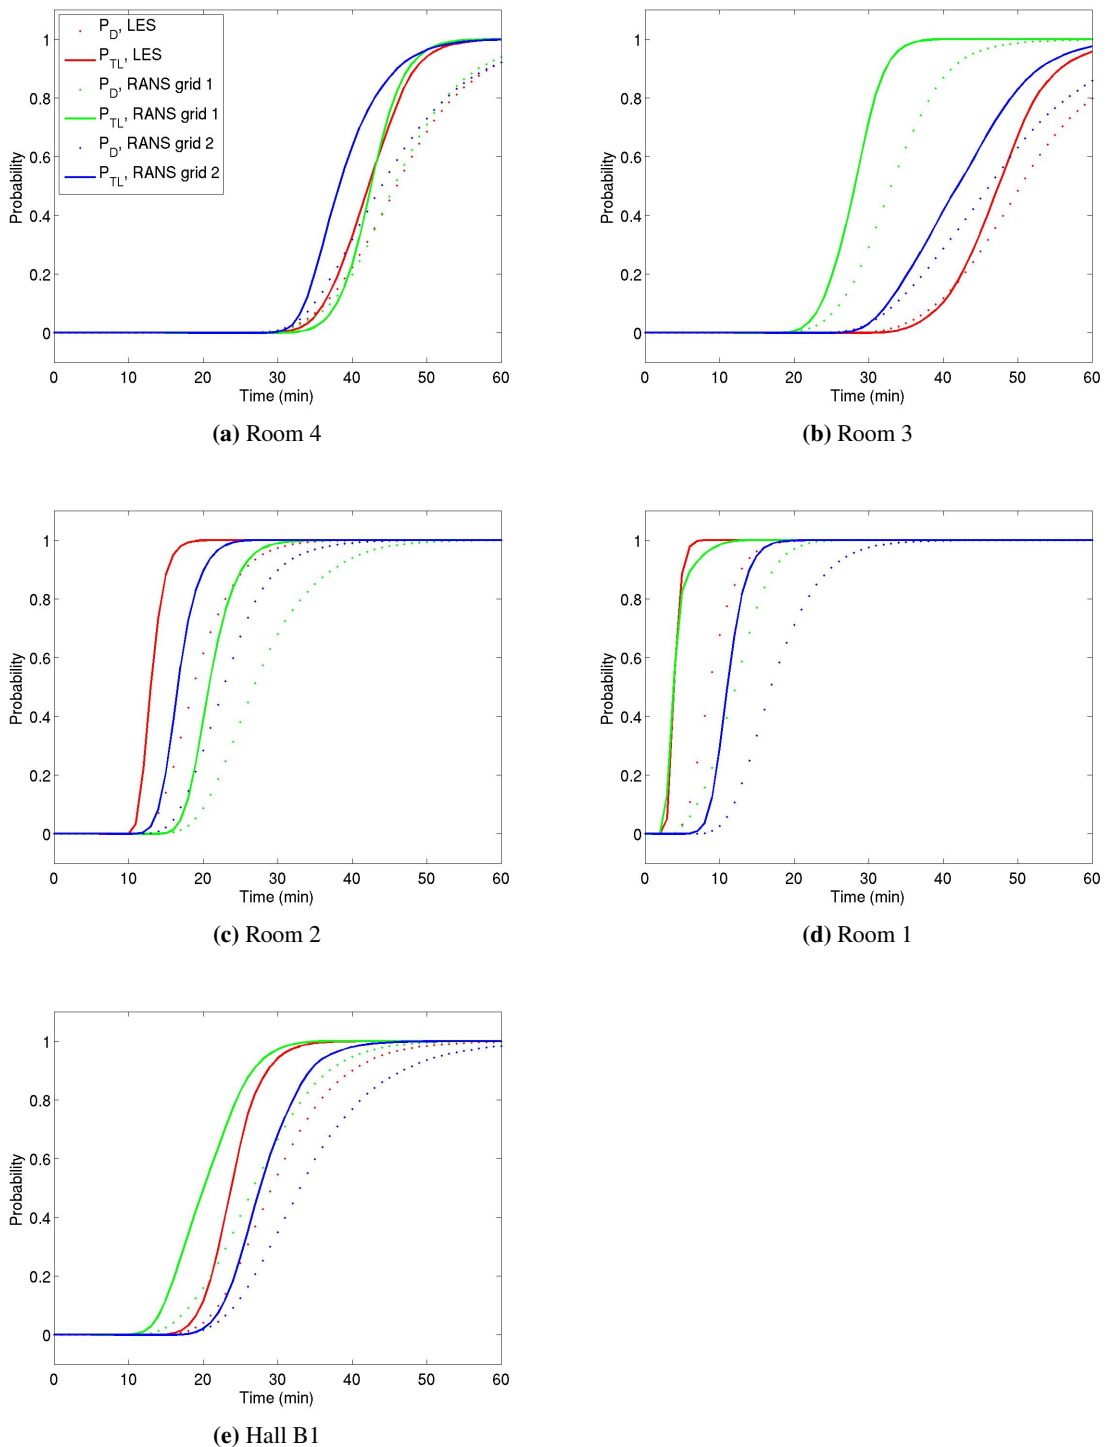 P_D, LES
P_TL, LES
P_D, RANS grid 1
P_TL, RANS grid 1
P_D, RANS grid 2
P_TL, RANS grid 2
1
0.8
0.6
0.4
0.2
0
Probability
0 10 20 30 40 50 60
Time (min)
(a) Room 4
1
0.8
0.6
0.4
0.2
0
Probability
0 10 20 30 40 50 60
Time (min)
(b) Room 3
1
0.8
0.6
0.4
0.2
0
Probability
0 10 20 30 40 50 60
Time (min)
(c) Room 2
1
0.8
0.6
0.4
0.2
0
Probability
0 10 20 30 40 50 60
Time (min)
(d) Room 1
1
0.8
0.6
0.4
0.2
0
Probability
0 10 20 30 40 50 60
Time (min)
(e) Hall B1